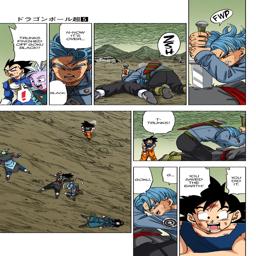 ドラゴンボール超 5
TRUNKS
FINISHED
OFF GOKU
BLACK!!
N-NOW
IT'S
OVER...
BLACK...
FWP
T-
TRUNKS!
G...
GOKU...
YOU
DID IT.
YOU
SAVED
THE
EARTH!